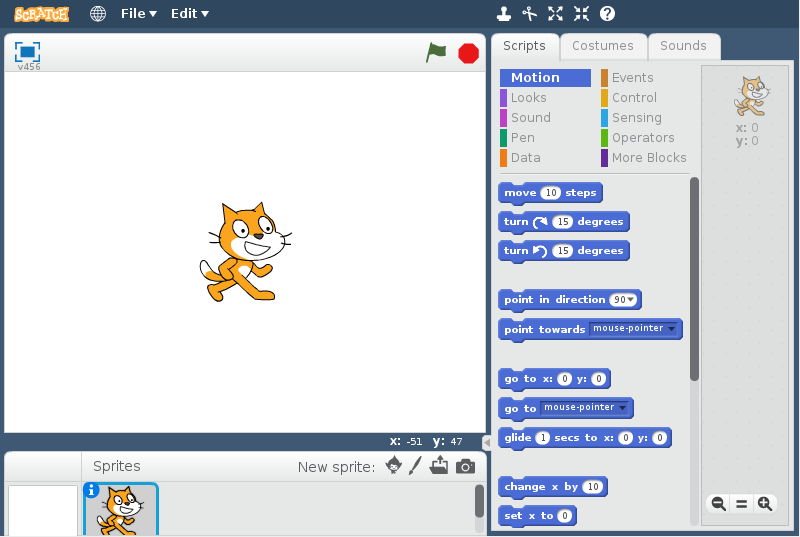 SCRATCH File Edit
v456
Scripts Costumes Sounds
Motion Events
Looks Control
Sound Sensing
Pen Operators
Data More Blocks
x: 0
y: 0
move 10 steps
turn 15 degrees
turn 15 degrees
point in direction 90
point towards mouse-pointer
go to x: 0 y: 0
go to mouse-pointer
glide 1 secs to x: 0 y: 0
change x by 10
set x to 0
x: -51 y: 47
Sprites New sprite: